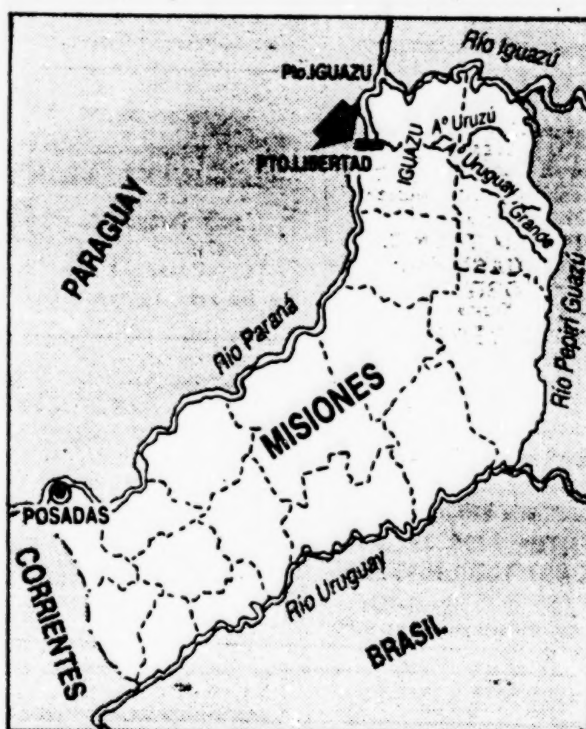 Río Iguazú
Pto.IGUAZU
Aº Uruzú
PTO.LIBERTAD
IGUAZU
Uruguay
Grande
PARAGUAY
Río Pepirí Guazú
Río Paraná
MISIONES
POSADAS
CORRIENTES
Río Uruguay
BRASIL